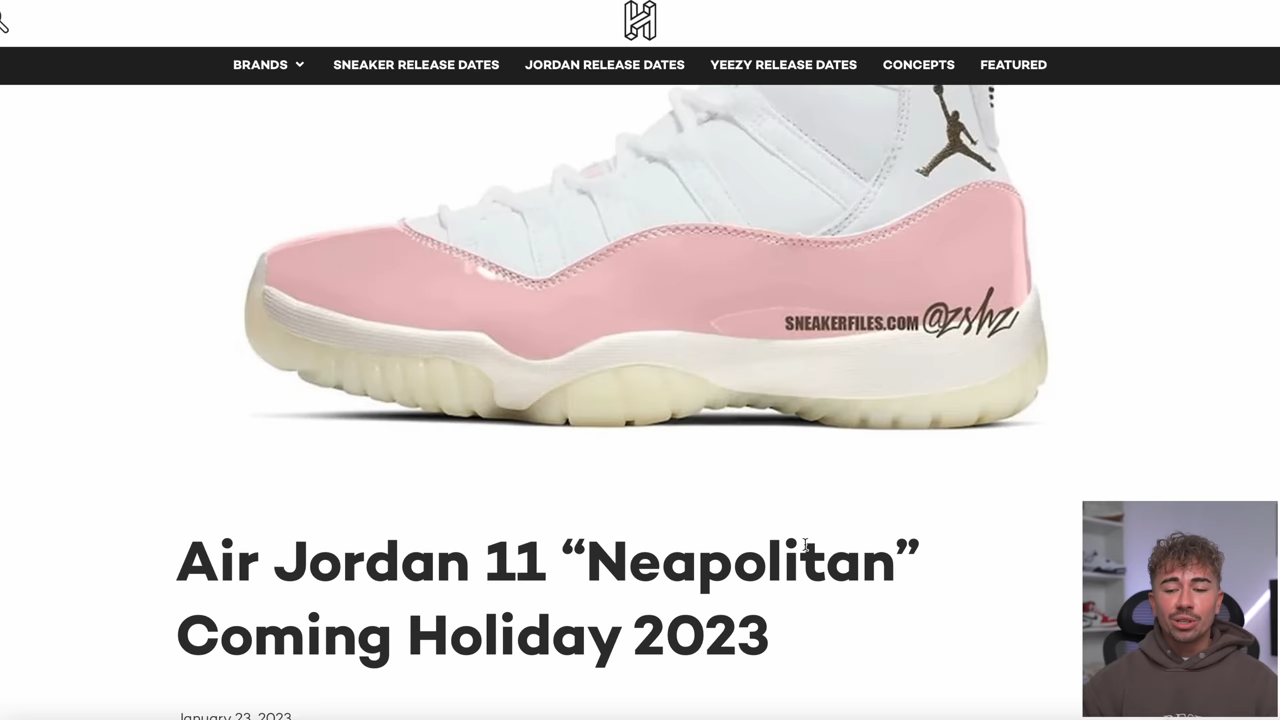 BRANDS
SNEAKER RELEASE DATES
JORDAN RELEASE DATES
YEEZY RELEASE DATES
CONCEPTS
FEATURED
SNEAKERFILES.COM @zshz
Air Jordan 11 “Neapolitan”
Coming Holiday 2023
January 23, 2023